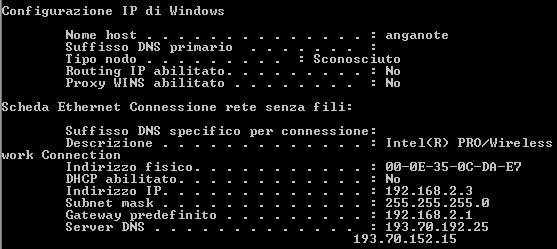 Configurazione IP di Windows
Nome host . . . . . . . . . . . . . . : anganote
Suffisso DNS primario . . . . . . . :
Tipo nodo . . . . . . . . . : Sconosciuto
Routing IP abilitato. . . . . . . . . : No
Proxy WINS abilitato . . . . . . . . : No
Scheda Ethernet Connessione rete senza fili:
Suffisso DNS specifico per connessione:
Descrizione . . . . . . . . . . . . . : Intel(R) PRO/Wireless
work Connection
Indirizzo fisico. . . . . . . . . . . : 00-0E-35-0C-DA-E7
DHCP abilitato. . . . . . . . . . . . : No
Indirizzo IP. . . . . . . . . . . . . : 192.168.2.3
Subnet mask . . . . . . . . . . . . . : 255.255.255.0
Gateway predefinito . . . . . . . . . : 192.168.2.1
Server DNS . . . . . . . . . . . . . : 193.70.192.25
193.70.152.15